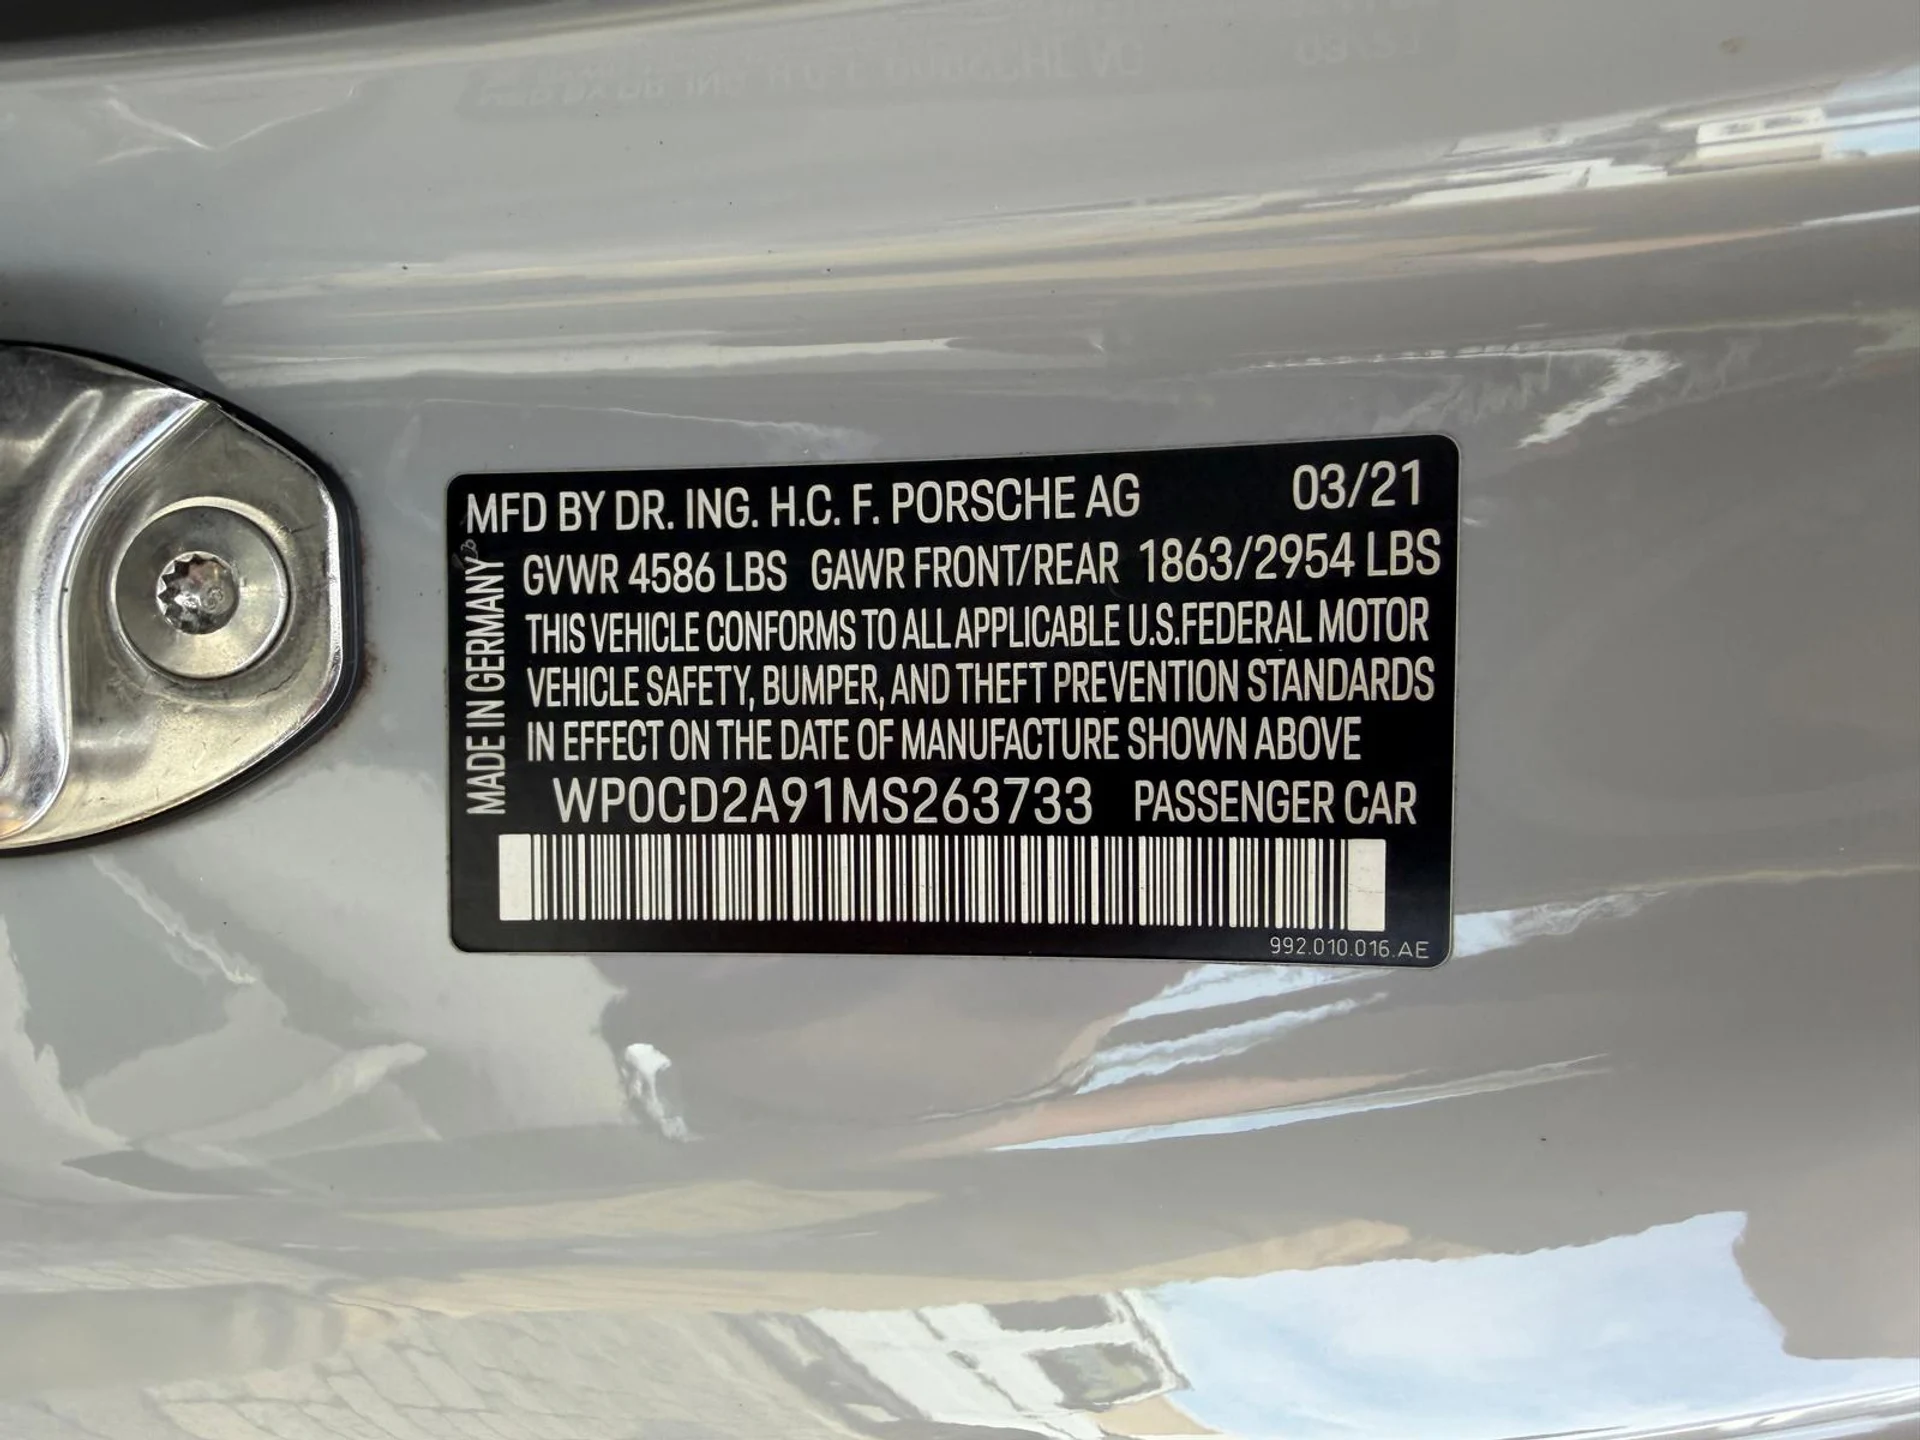 MFD BY DR. ING. H.C. F. PORSCHE AG 03/21
GVWR 4586 LBS GAWR FRONT/REAR 1863/2954 LBS
THIS VEHICLE CONFORMS TO ALL APPLICABLE U.S.FEDERAL MOTOR
VEHICLE SAFETY, BUMPER, AND THEFT PREVENTION STANDARDS
IN EFFECT ON THE DATE OF MANUFACTURE SHOWN ABOVE
WP0CD2A91MS263733 PASSENGER CAR
MADE IN GERMANY
992.010.016.AE